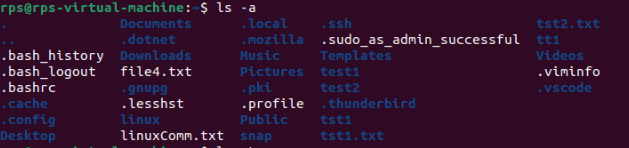 rps@rps-virtual-machine:~$ ls -a
. Documents .local .ssh tst2.txt
.. .dotnet .mozilla .sudo_as_admin_successful tt1
.bash_history Downloads Music Templates Videos
.bash_logout file4.txt Pictures test1 .viminfo
.bashrc .gnupg .pki test2 .vscode
.cache .lesshst .profile .thunderbird
.config linux Public tst1
Desktop linuxComm.txt snap tst1.txt